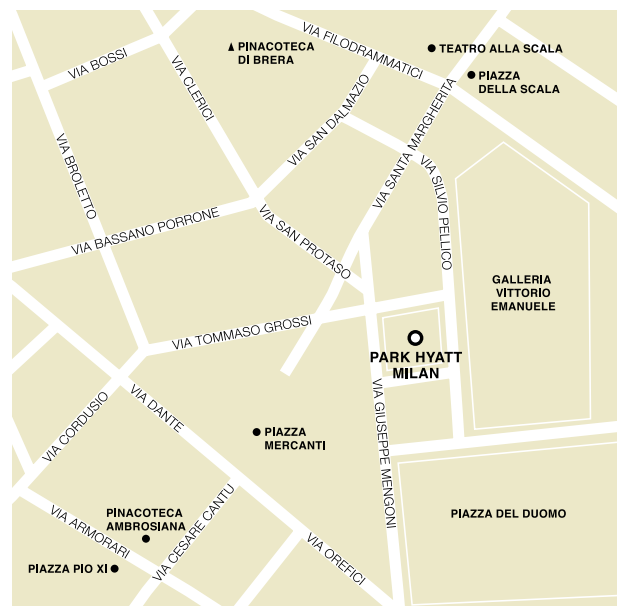 VIA FILODRAMMATICI
PINACOTECA
DI BRERA
TEATRO ALLA SCALA
VIA BOSSI
VIA CLERICI
PIAZZA
DELLA SCALA
VIA SAN DALMAZIO
VIA SANTA MARGHERITA
VIA BROLETTO
VIA SILVIO PELLICO
VIA BASSANO PORRONE
VIA SAN PROTASO
GALLERIA
VITTORIO
EMANUELE
VIA TOMMASO GROSSI
PARK HYATT
MILAN
VIA CORDUSIO
VIA DANTE
VIA GIUSEPPE MENGONI
PIAZZA
MERCANTI
PINACOTECA
AMBROSIANA
VIA CESARE CANTU
PIAZZA DEL DUOMO
VIA ARMORARI
VIA OREFICI
PIAZZA PIO XI